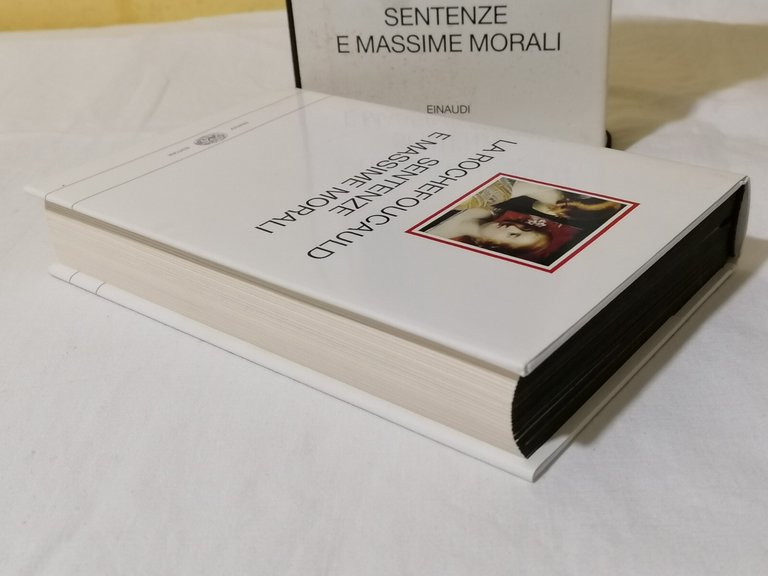 SENTENZE
E MASSIME MORALI
EINAUDI
LA ROCHEFOUCAULD
SENTENZE
E MASSIME MORALI